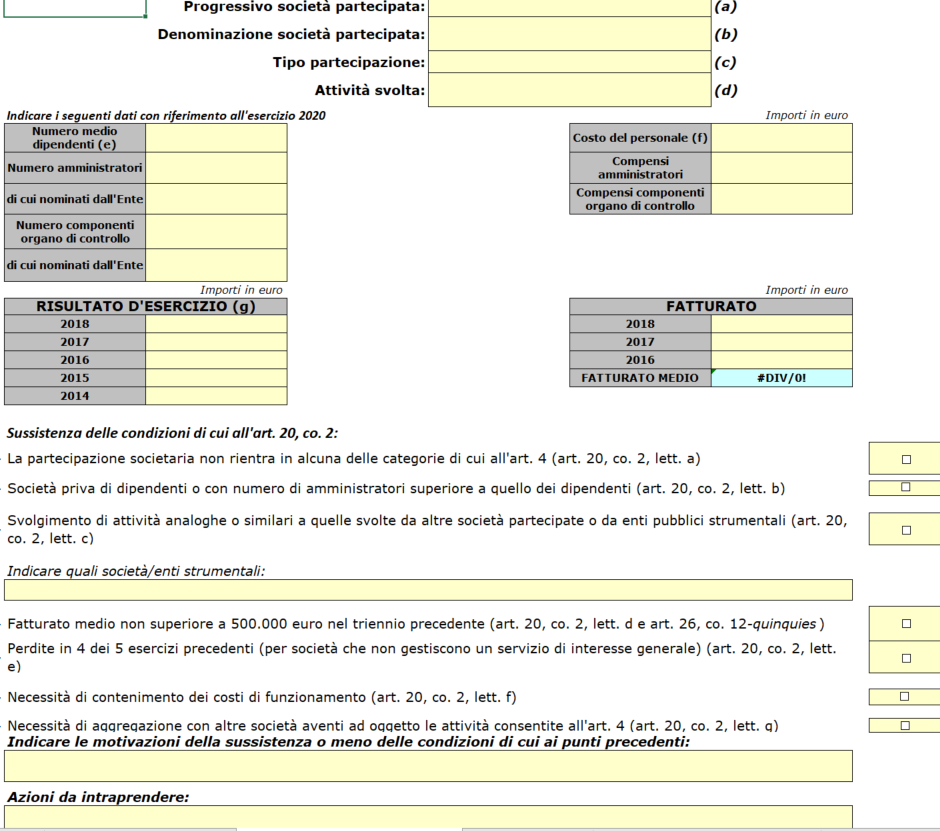 Progressivo società partecipata: (a)
Denominazione società partecipata: (b)
Tipo partecipazione: (c)
Attività svolta: (d)
Indicare i seguenti dati con riferimento all'esercizio 2020
Importi in euro
Numero medio
dipendenti (e)
Numero amministratori
di cui nominati dall'Ente
Numero componenti
organo di controllo
di cui nominati dall'Ente
Costo del personale (f)
Compensi
amministratori
Compensi componenti
organo di controllo
Importi in euro
RISULTATO D'ESERCIZIO (g)
2018
2017
2016
2015
2014
Importi in euro
FATTURATO
2018
2017
2016
FATTURATO MEDIO #DIV/0!
Sussistenza delle condizioni di cui all'art. 20, co. 2:
- La partecipazione societaria non rientra in alcuna delle categorie di cui all'art. 4 (art. 20, co. 2, lett. a)
- Società priva di dipendenti o con numero di amministratori superiore a quello dei dipendenti (art. 20, co. 2, lett. b)
- Svolgimento di attività analoghe o similari a quelle svolte da altre società partecipate o da enti pubblici strumentali (art. 20,
co. 2, lett. c)
Indicare quali società/enti strumentali:
- Fatturato medio non superiore a 500.000 euro nel triennio precedente (art. 20, co. 2, lett. d e art. 26, co. 12-quinquies )
- Perdite in 4 dei 5 esercizi precedenti (per società che non gestiscono un servizio di interesse generale) (art. 20, co. 2, lett.
e)
- Necessità di contenimento dei costi di funzionamento (art. 20, co. 2, lett. f)
- Necessità di aggregazione con altre società aventi ad oggetto le attività consentite all'art. 4 (art. 20, co. 2, lett. g)
Indicare le motivazioni della sussistenza o meno delle condizioni di cui ai punti precedenti:
Azioni da intraprendere: